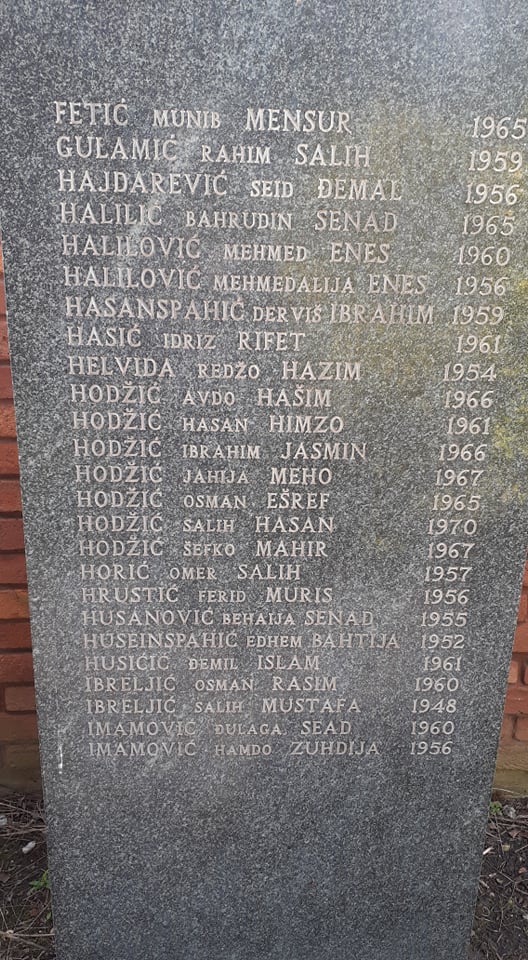 FETIĆ MUNIB MENSUR 1965
GULAMIĆ RAHIM SALIH 1959
HAJDAREVIĆ SEID ĐEMAL 1956
HALILIĆ BAHRUDIN SENAD 1965
HALILOVIĆ MEHMED ENES 1960
HALILOVIĆ MEHMEDALIJA ENES 1956
HASANSPAHIĆ DERVIŠ IBRAHIM 1959
HASIĆ IDRIZ RIFET 1961
HELVIDA REDŽO HAZIM 1954
HODŽIĆ AVDO HAŠIM 1966
HODŽIĆ HASAN HIMZO 1961
HODŽIĆ IBRAHIM JASMIN 1966
HODŽIĆ JAHIJA MEHO 1967
HODŽIĆ OSMAN EŠREF 1965
HODŽIĆ SALIH HASAN 1970
HODŽIĆ ŠEFKO MAHIR 1967
HORIĆ OMER SALIH 1957
HRUSTIĆ FERID MURIS 1956
HUSANOVIĆ BEHAIJA SENAD 1955
HUSEINSPAHIĆ EDHEM BAHTIJA 1952
HUSIČIĆ ĐEMIL ISLAM 1961
IBRELJIĆ OSMAN RASIM 1960
IBRELJIĆ SALIH MUSTAFA 1948
IMAMOVIĆ ĐULAGA SEAD 1960
IMAMOVIĆ HAMDO ZUHDIJA 1956